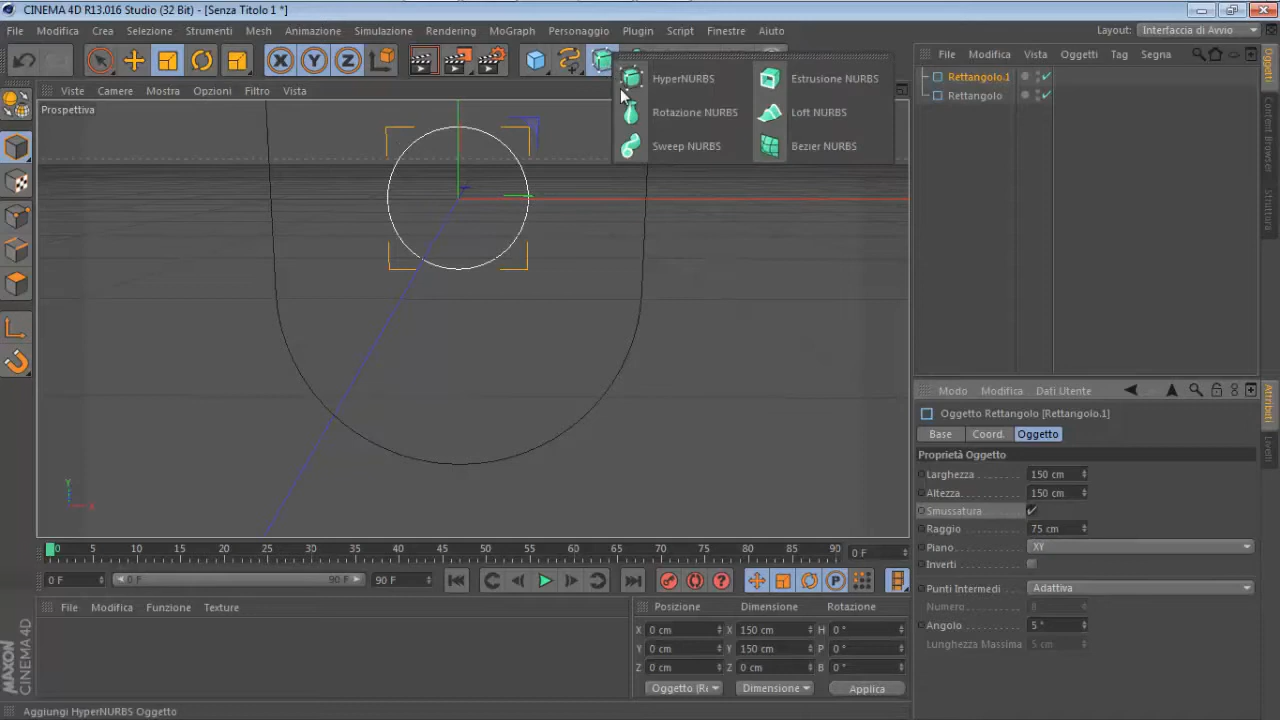 CINEMA 4D R13.016 Studio (32 Bit) - [Senza Titolo 1 *]
File Modifica Crea Selezione Strumenti Mesh Animazione Simulazione Rendering MoGraph Personaggio Plugin Script Finestre Aiuto Layout: Interfaccia di Avvio
X Y Z
File Modifica Vista Oggetti Tag Segna
Viste Camere Mostra Opzioni Filtro Vista
Prospettiva
HyperNURBS Estrusione NURBS
Rotazione NURBS Loft NURBS
Sweep NURBS Bezier NURBS
Rettangolo.1
Rettangolo
Oggetti
Content Browser
Struttura
Modo Modifica Dati Utente
Oggetto Rettangolo [Rettangolo.1]
Base Coord. Oggetto
Proprietà Oggetto
Larghezza 150 cm
Altezza 150 cm
Smussatura
Raggio 75 cm
Piano XY
Inverti
Punti Intermedi Adattiva
Numero 8
Angolo 5 °
Lunghezza Massima 5 cm
Attributi
Livelli
Y
X
0 5 10 15 20 25 30 35 40 45 50 55 60 65 70 75 80 85 90 0 F
0 F 0 F 90 F 90 F
P
File Modifica Funzione Texture
Posizione Dimensione Rotazione
X 0 cm X 150 cm H 0 °
Y 0 cm Y 150 cm P 0 °
Z 0 cm Z 0 cm B 0 °
Oggetto (R Dimensione Applica
MAXON
CINEMA 4D
Aggiungi HyperNURBS Oggetto